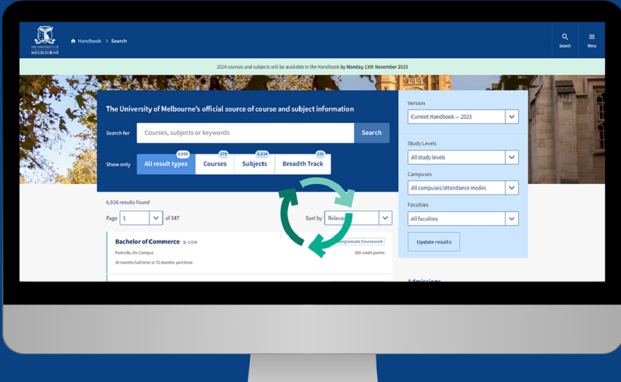 THE UNIVERSITY OF
MELBOURNE
Handbook > Search
Search
Menu
2024 courses and subjects will be available in the Handbook by Monday 13th November 2023
The University of Melbourne's official source of course and subject information
Search for
Courses, subjects or keywords
Search
Show only
All result types
Courses
Subjects
Breadth Track
6,926 results found
Page 1 of 347
Sort by
Bachelor of Commerce B-COM
Undergraduate Coursework
Parkville, On Campus
300 credit points
36 months full time or 72 months part time
Version
Current Handbook — 2023
Study Levels
All study levels
Campuses
All campuses/attendance modes
Faculties
All faculties
Update results